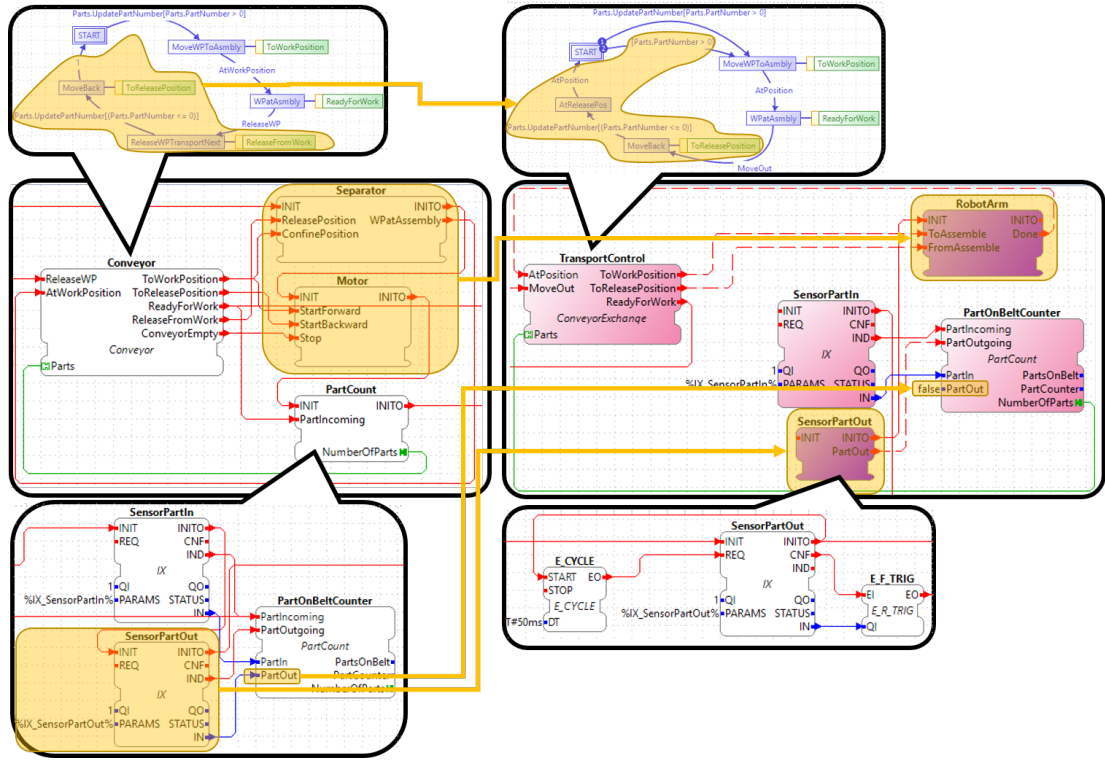 Parts.UpdatePartNumber[Parts.PartNumber > 0]
START
MoveWPToAsmbly
ToWorkPosition
AtWorkPosition
MoveBack
ToReleasePosition
WPatAsmbly
ReadyForWork
Parts.UpdatePartNumber[(Parts.PartNumber <= 0)]
ReleaseWP
ReleaseWPTransportNext
ReleaseFromWork
Parts.UpdatePartNumber[Parts.PartNumber > 0]
1
2
START
[Parts.PartNumber > 0]
MoveWPToAsmbly
ToWorkPosition
AtPosition
AtPosition
AtReleasePos
WPatAsmbly
ReadyForWork
Parts.UpdatePartNumber[(Parts.PartNumber <= 0)]
MoveBack
ToReleasePosition
MoveOut
Separator
INIT INITO
ReleasePosition WPatAssembly
ConfinePosition
Conveyor
ReleaseWP ToWorkPosition
AtWorkPosition ToReleasePosition
ReadyForWork
ReleaseFromWork
ConveyorEmpty
Conveyor
Parts
Motor
INIT INITO
StartForward
StartBackward
Stop
PartCount
INIT INITO
PartIncoming
NumberOfParts
RobotArm
INIT INITO
ToAssemble Done
FromAssemble
TransportControl
AtPosition ToWorkPosition
MoveOut ToReleasePosition
ReadyForWork
ConveyorExchange
Parts
SensorPartIn
INIT INITO
REQ CNF
IND
IX
1 QI QO
%IX_SensorPartIn% PARAMS STATUS
IN
PartOnBeltCounter
PartIncoming
PartOutgoing
PartCount
PartIn PartsOnBelt
false PartOut PartCounter
NumberOfParts
SensorPartOut
INIT INITO
PartOut
SensorPartIn
INIT INITO
REQ CNF
IND
IX
1 QI QO
%IX_SensorPartIn% PARAMS STATUS
IN
PartOnBeltCounter
PartIncoming
PartOutgoing
PartCount
PartIn PartsOnBelt
PartOut PartCounter
NumberOfParts
SensorPartOut
INIT INITO
REQ CNF
IND
IX
1 QI QO
%IX_SensorPartOut% PARAMS STATUS
IN
E_CYCLE
START EO
STOP
E_CYCLE
T#50ms DT
SensorPartOut
INIT INITO
REQ CNF
IND
IX
1 QI QO
%IX_SensorPartOut% PARAMS STATUS
IN
E_F_TRIG
EI EO
E_R_TRIG
QI